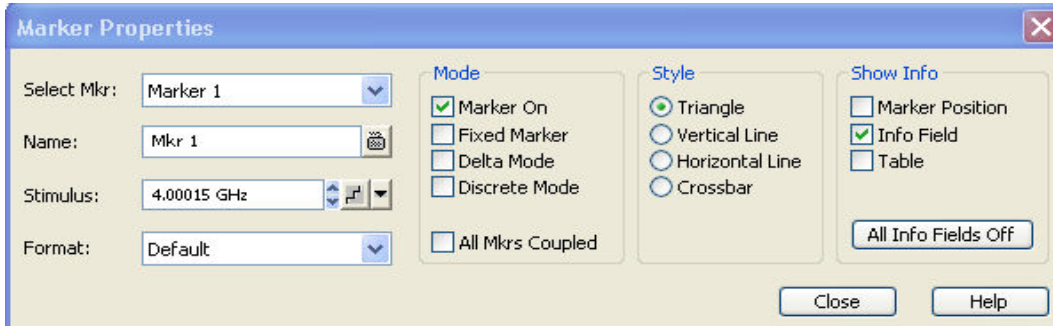 Marker Properties
Select Mkr: Marker 1
Name: Mkr 1
Stimulus: 4.00015 GHz
Format: Default
Mode
Marker On
Fixed Marker
Delta Mode
Discrete Mode
All Mkrs Coupled
Style
Triangle
Vertical Line
Horizontal Line
Crossbar
Show Info
Marker Position
Info Field
Table
All Info Fields Off
Close
Help